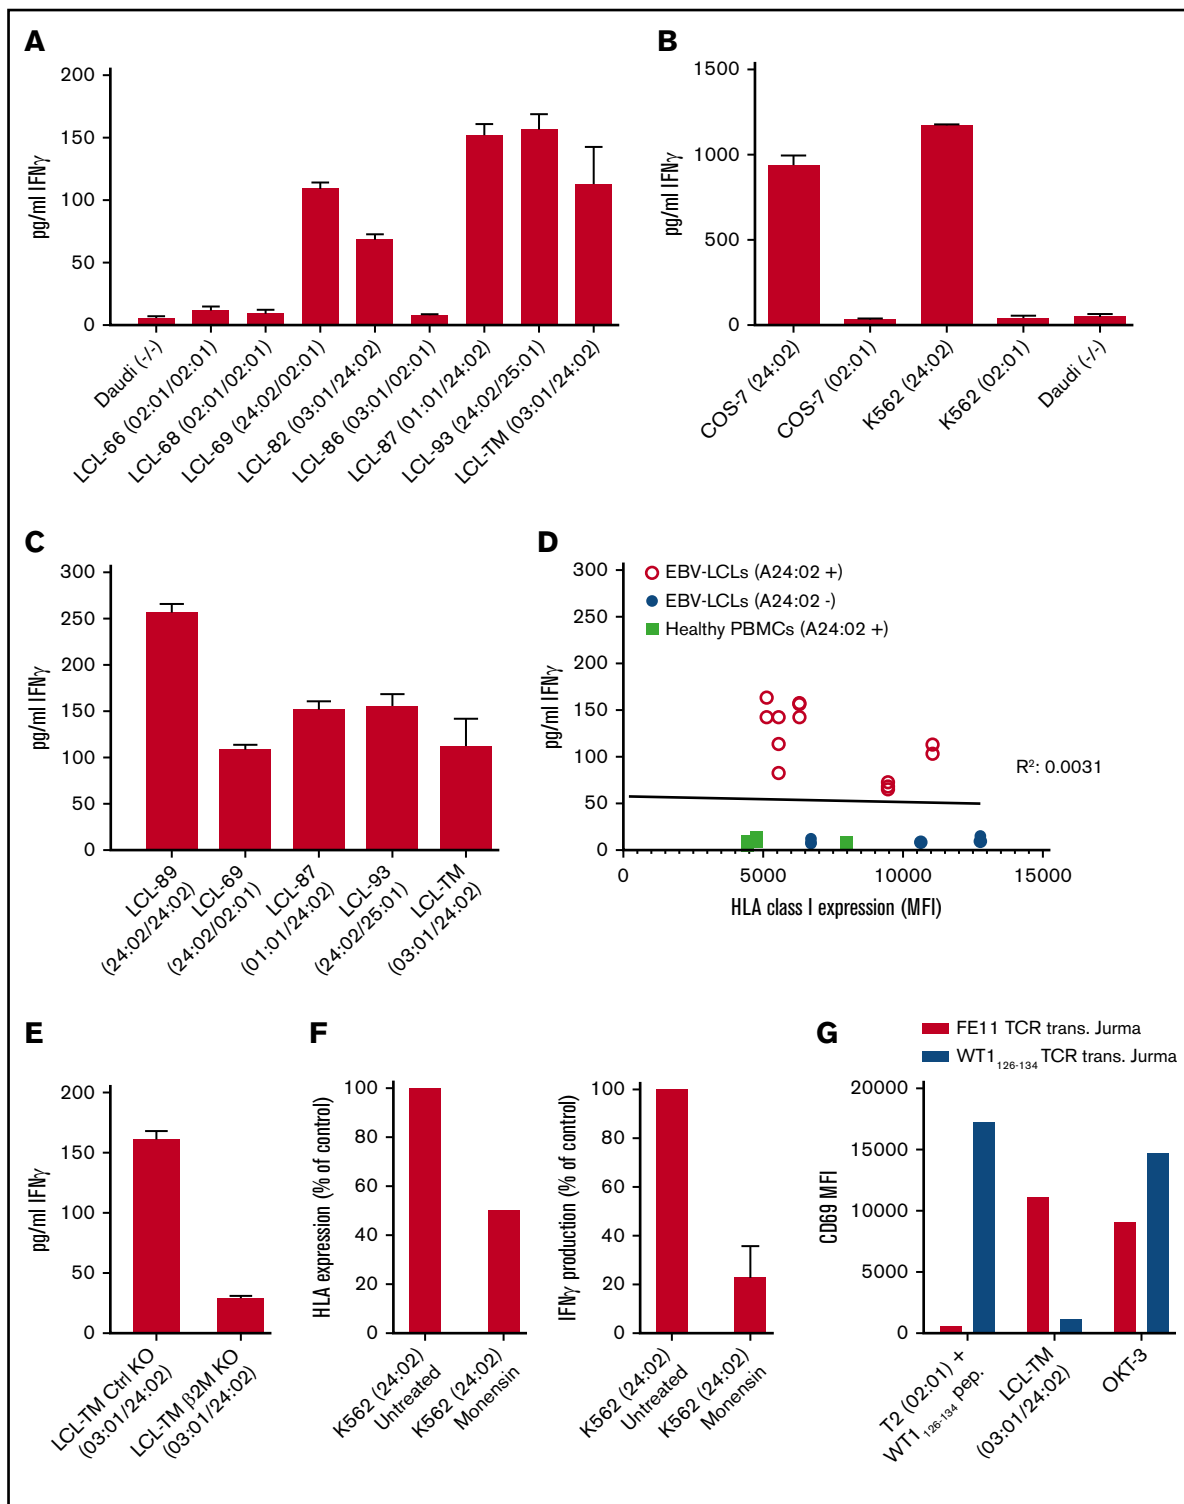 A
pg/ml IFNγ
200
150
100
50
0
Daudi (-/-)
LCL-66 (02:01/02:01)
LCL-68 (02:01/02:01)
LCL-69 (24:02/02:01)
LCL-82 (03:01/24:02)
LCL-86 (03:01/02:01)
LCL-87 (01:01/24:02)
LCL-93 (24:02/25:01)
LCL-TM (03:01/24:02)
B
pg/ml IFNγ
1500
1000
500
0
COS-7 (24:02)
COS-7 (02:01)
K562 (24:02)
K562 (02:01)
Daudi (-/-)
C
pg/ml IFNγ
300
250
200
150
100
50
0
LCL-89
(24:02/24:02)
LCL-69
(24:02/02:01)
LCL-87
(01:01/24:02)
LCL-93
(24:02/25:01)
LCL-TM
(03:01/24:02)
D
EBV-LCLs (A24:02 +)
EBV-LCLs (A24:02 -)
Healthy PBMCs (A24:02 +)
pg/ml IFNγ
300
250
200
150
100
50
0
R²: 0.0031
0
5000
10000
15000
HLA class I expression (MFI)
E
pg/ml IFNγ
200
150
100
50
0
LCL-TM Ctrl KO
(03:01/24:02)
LCL-TM β2M KO
(03:01/24:02)
F
HLA expression (% of control)
100
80
60
40
20
0
K562 (24:02)
Untreated
K562 (24:02)
Monensin
IFNγ production (% of control)
100
80
60
40
20
0
K562 (24:02)
Untreated
K562 (24:02)
Monensin
G
FE11 TCR trans. Jurma
WT1₁₂₆₋₁₃₄ TCR trans. Jurma
CD69 MFI
20000
15000
10000
5000
0
T2 (02:01) +
WT1₁₂₆₋₁₃₄ pep.
LCL-TM
(03:01/24:02)
OKT-3